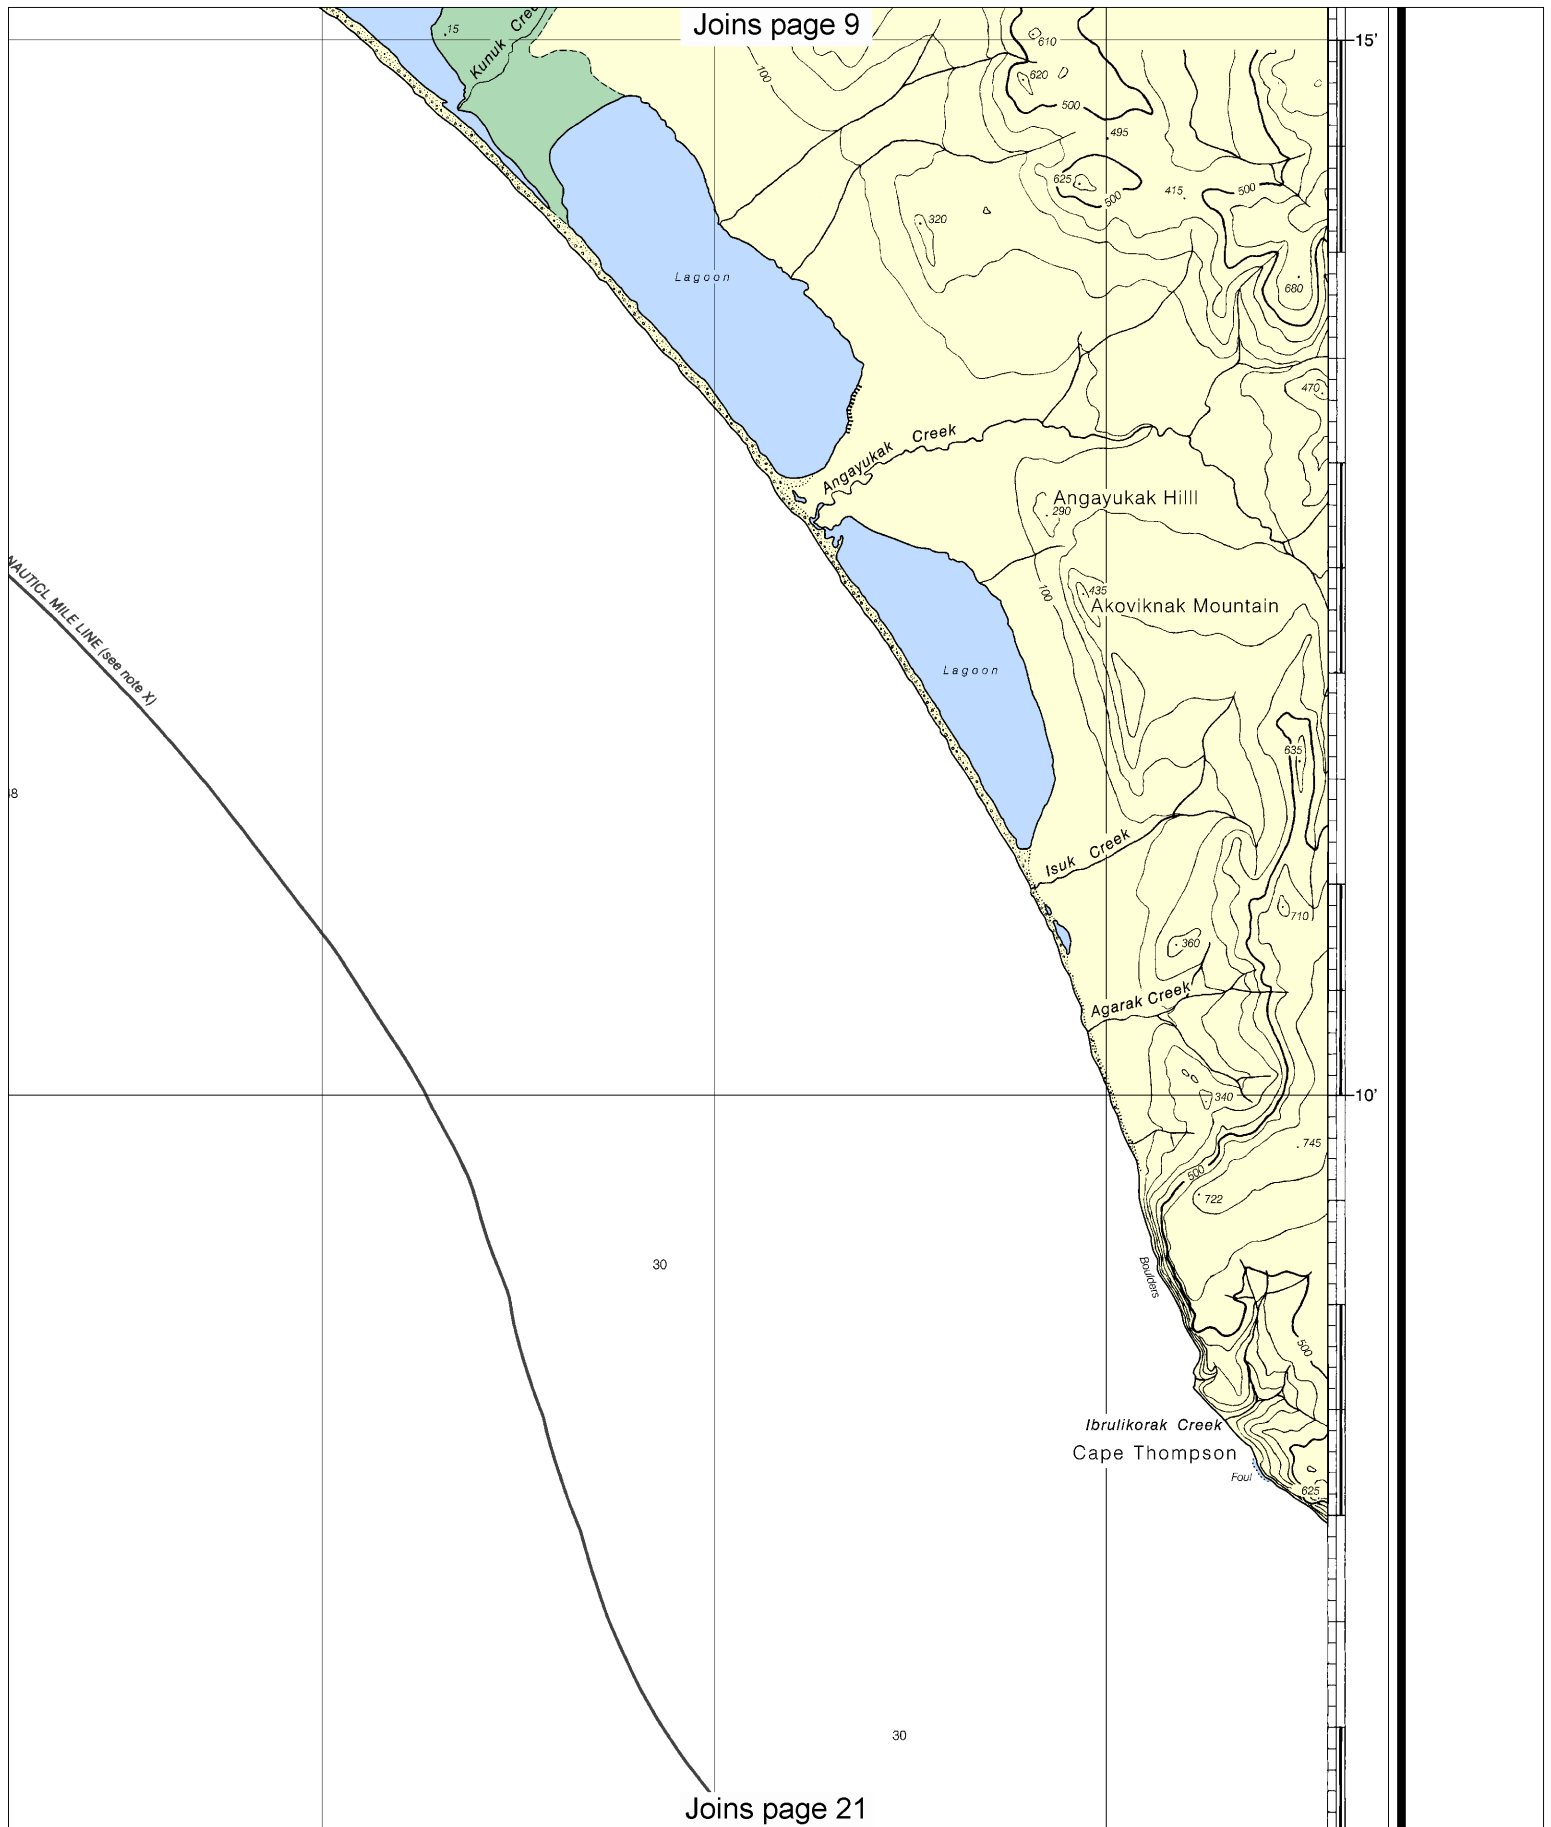 Joins page 9
15'
15
Kunuk Cree
610
100
620
500
495
625
500
415
500
320
Lagoon
680
470
Angayukak Creek
Angayukak Hilll
290
NAUTICL MILE LINE (see note X)
100
435
Akoviknak Mountain
Lagoon
635
Isuk Creek
710
360
Agarak Creek
10'
340
745
500
722
30
Boulders
500
Ibrulikorak Creek
Cape Thompson
Foul
625
30
Joins page 21